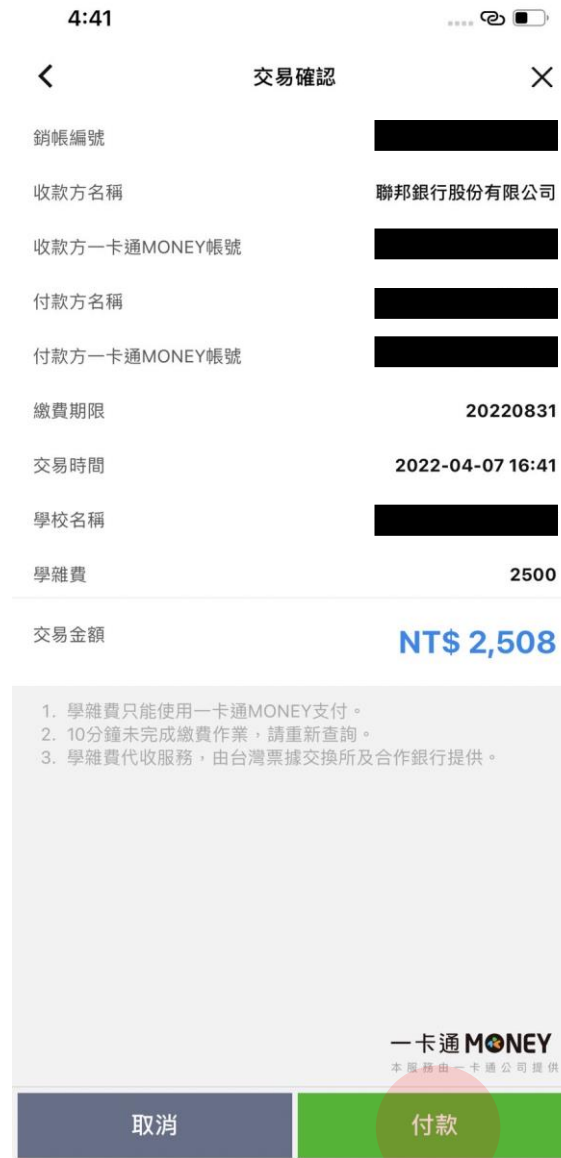 4:41
交易確認
銷帳編號
收款方名稱 聯邦銀行股份有限公司
收款方一卡通MONEY帳號
付款方名稱
付款方一卡通MONEY帳號
繳費期限 20220831
交易時間 2022-04-07 16:41
學校名稱
學雜費 2500
交易金額 NT$ 2,508
1. 學雜費只能使用一卡通MONEY支付。
2. 10分鐘未完成繳費作業,請重新查詢。
3. 學雜費代收服務,由台灣票據交換所及合作銀行提供。
一卡通MONEY
本服務由一卡通公司提供
取消 付款